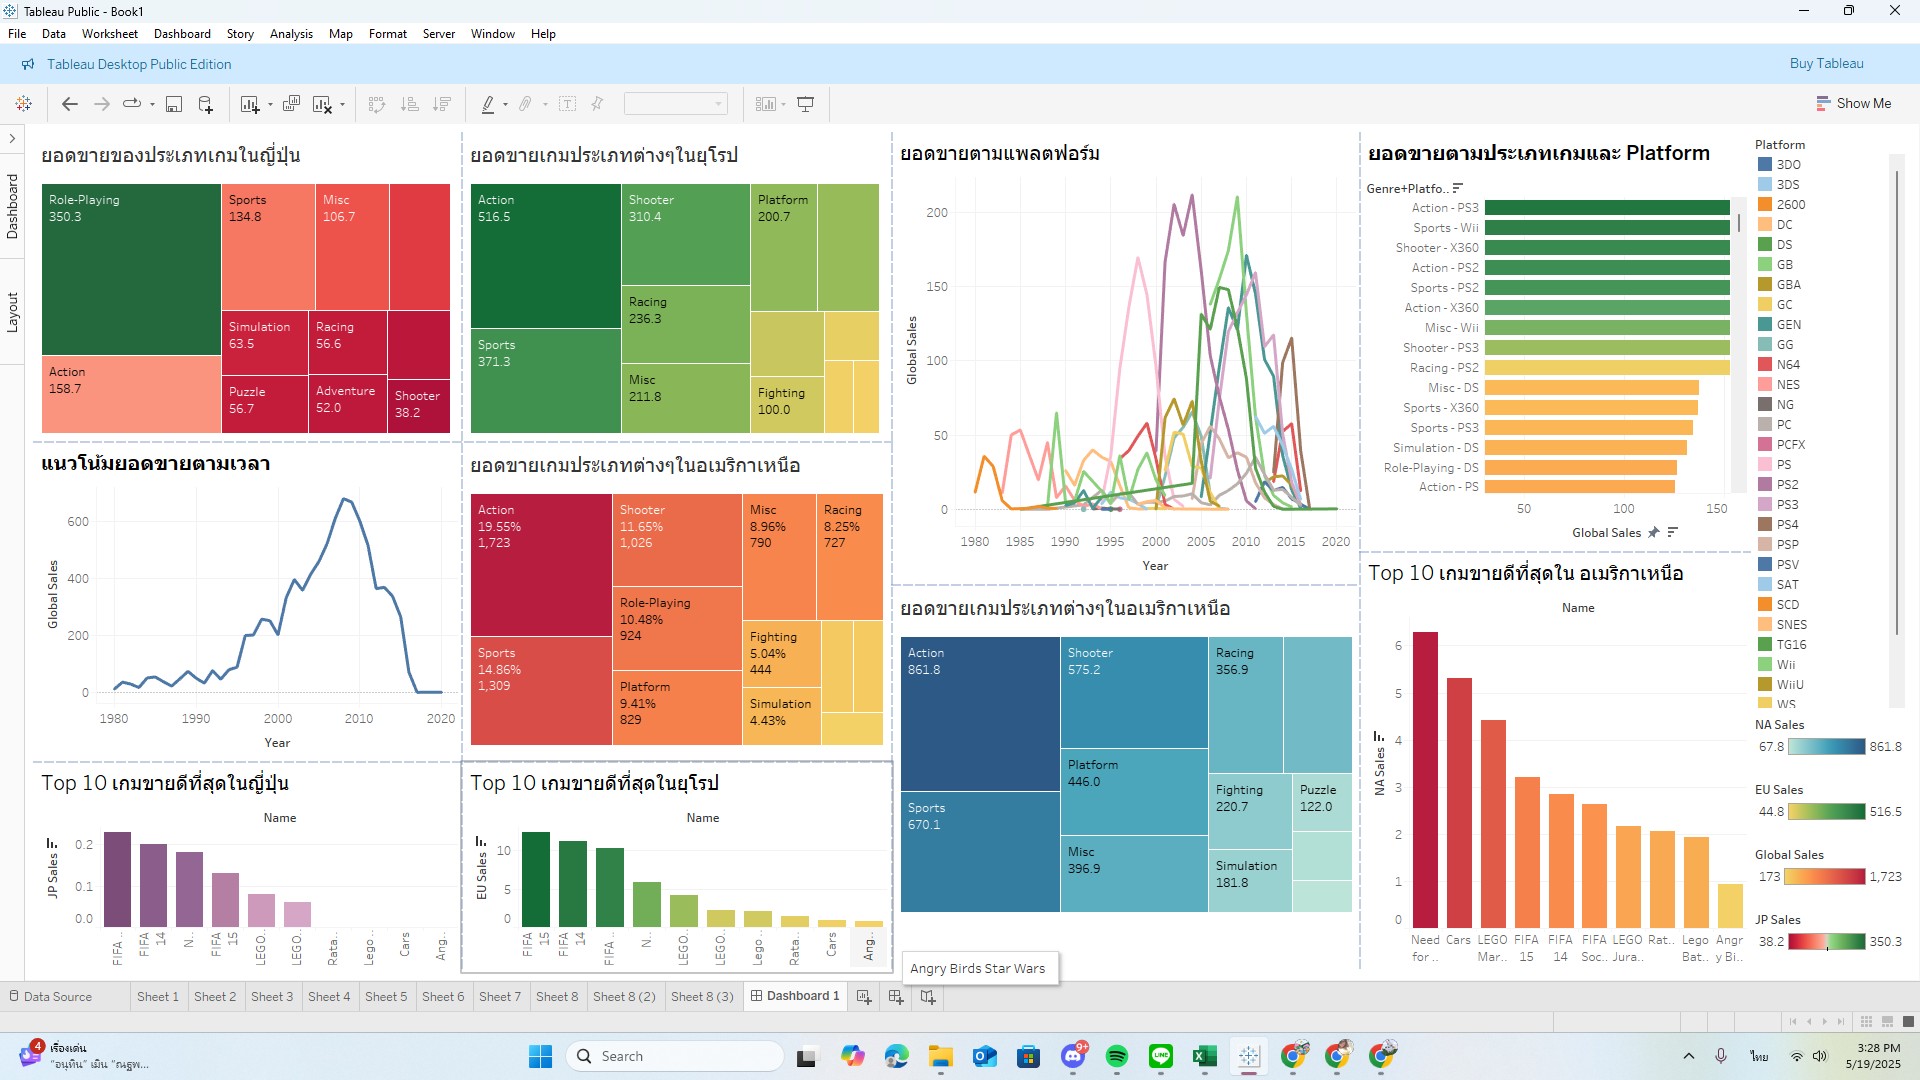 Tableau Public - Book1
File Data Worksheet Dashboard Story Analysis Map Format Server Window Help
Tableau Desktop Public Edition
Buy Tableau
Show Me
Dashboard
Layout
ยอดขายของประเภทเกมในญี่ปุ่น
Role-Playing
350.3
Action
158.7
Sports
134.8
Misc
106.7
Simulation
63.5
Racing
56.6
Puzzle
56.7
Adventure
52.0
Shooter
38.2
ยอดขายเกมประเภทต่างๆในยุโรป
Action
516.5
Sports
371.3
Shooter
310.4
Racing
236.3
Misc
211.8
Platform
200.7
Fighting
100.0
ยอดขายตามแพลตฟอร์ม
Global Sales
200
150
100
50
0
1980 1985 1990 1995 2000 2005 2010 2015 2020
Year
ยอดขายตามประเภทเกมและ Platform
Genre+Platfo..
Action - PS3
Sports - Wii
Shooter - X360
Action - PS2
Sports - PS2
Action - X360
Misc - Wii
Shooter - PS3
Racing - PS2
Misc - DS
Sports - X360
Sports - PS3
Simulation - DS
Role-Playing - DS
Action - PS
50 100 150
Global Sales
Platform
3DO
3DS
2600
DC
DS
GB
GBA
GC
GEN
GG
N64
NES
NG
PC
PCFX
PS
PS2
PS3
PS4
PSP
PSV
SAT
SCD
SNES
TG16
Wii
WiiU
WS
NA Sales
67.8 861.8
EU Sales
44.8 516.5
Global Sales
173 1,723
JP Sales
38.2 350.3
แนวโน้มยอดขายตามเวลา
Global Sales
600
400
200
0
1980 1990 2000 2010 2020
Year
ยอดขายเกมประเภทต่างๆในอเมริกาเหนือ
Action
19.55%
1,723
Sports
14.86%
1,309
Shooter
11.65%
1,026
Role-Playing
10.48%
924
Platform
9.41%
829
Misc
8.96%
790
Racing
8.25%
727
Fighting
5.04%
444
Simulation
4.43%
ยอดขายเกมประเภทต่างๆในอเมริกาเหนือ
Action
861.8
Sports
670.1
Shooter
575.2
Platform
446.0
Misc
396.9
Racing
356.9
Fighting
220.7
Puzzle
122.0
Simulation
181.8
Top 10 เกมขายดีที่สุดใน อเมริกาเหนือ
Name
NA Sales
6
5
4
3
2
1
0
Need for ..
Cars
LEGO Mar..
FIFA 15
FIFA 14
FIFA Soc..
LEGO Jura..
Rat..
Lego Bat..
Angr y Bi..
Top 10 เกมขายดีที่สุดในญี่ปุ่น
Name
JP Sales
0.2
0.1
0.0
FIFA ..
FIFA 14
N..
FIFA 15
LEGO..
LEGO..
Rata..
Lego ..
Cars
Ang..
Top 10 เกมขายดีที่สุดในยุโรป
Name
EU Sales
10
5
0
FIFA 15
FIFA 14
FIFA ..
N..
LEGO..
LEGO..
Lego..
Rata..
Cars
Ang..
Angry Birds Star Wars
Data Source Sheet 1 Sheet 2 Sheet 3 Sheet 4 Sheet 5 Sheet 6 Sheet 7 Sheet 8 Sheet 8 (2) Sheet 8 (3) Dashboard 1
4
เรื่องเด่น
"อนุทิน" เมิน "ณฐพ...
Search
9+
ไทย
3:28 PM
5/19/2025